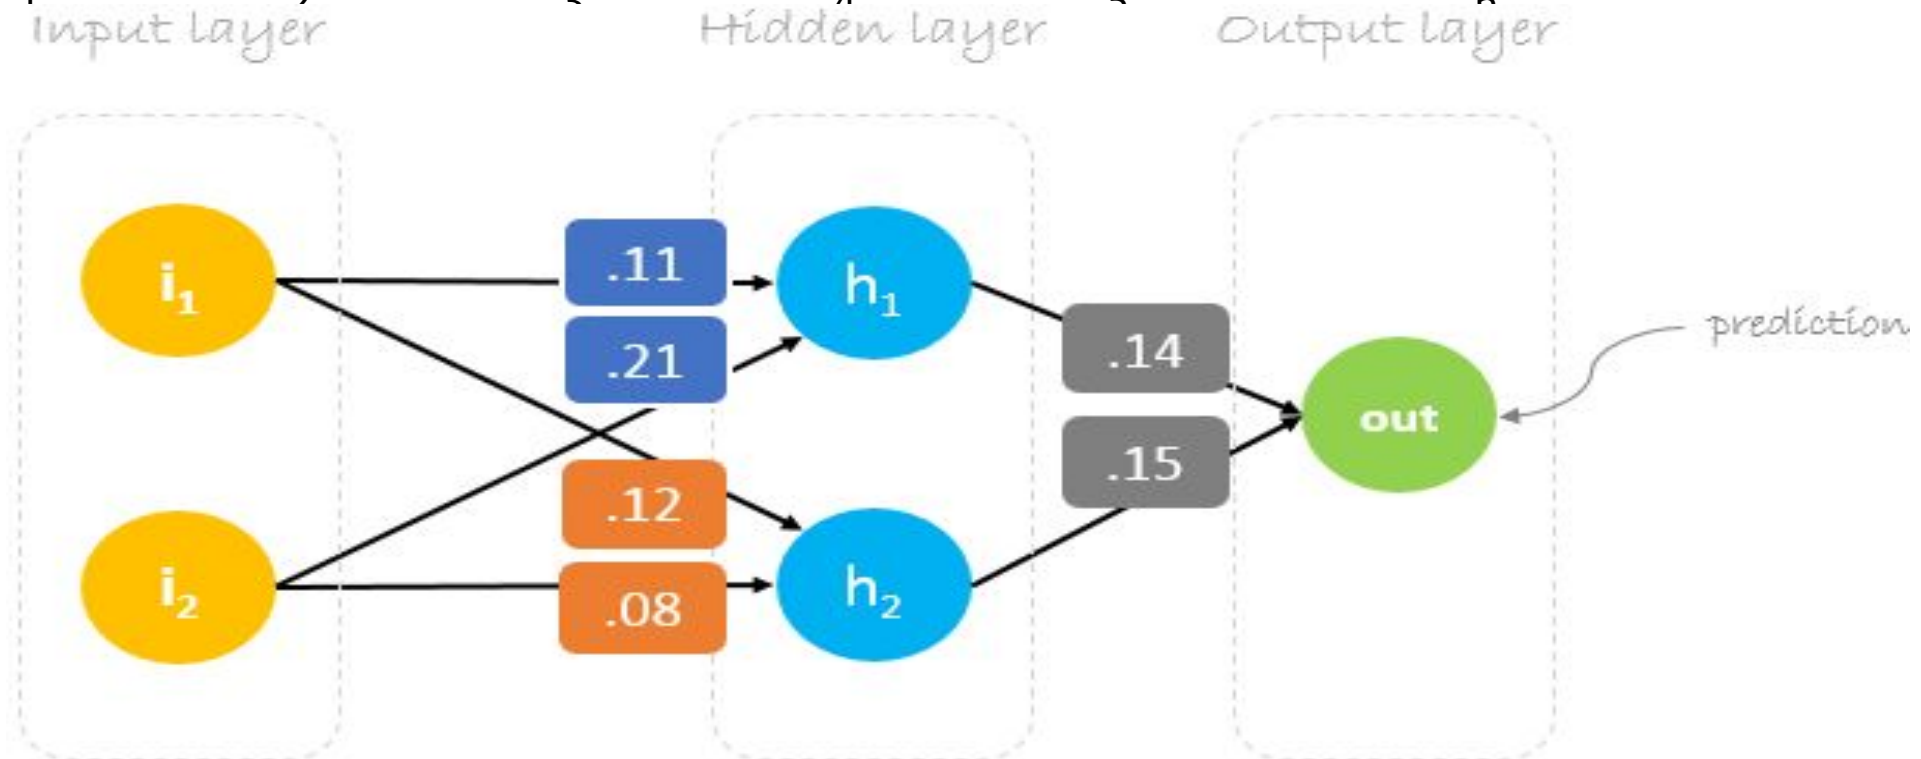 Input layer
Hidden layer
Output layer
i1
.11
.21
h1
.14
prediction
out
.15
i2
.12
.08
h2